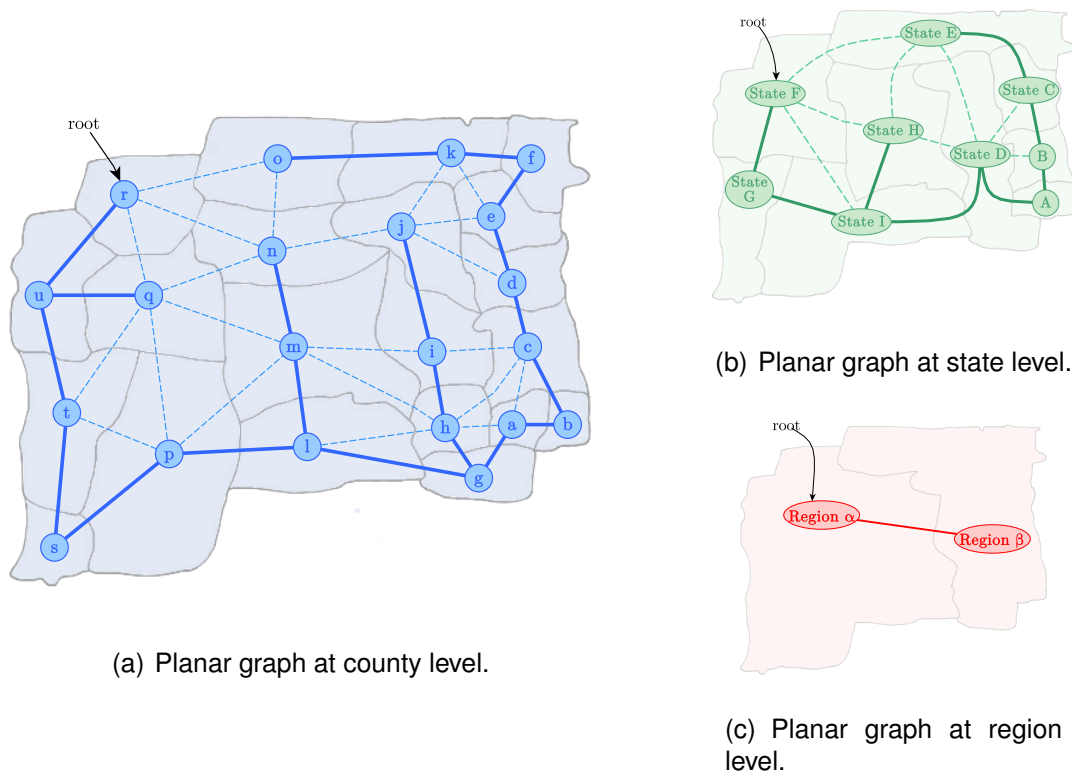 root
o
k
f
r
e
j
n
d
u
q
m
i
c
t
h
a
b
p
l
g
s
(a) Planar graph at county level.
root
State E
State F
State C
State H
State D
B
State
G
A
State I
(b) Planar graph at state level.
root
Region α
Region β
(c) Planar graph at region
level.